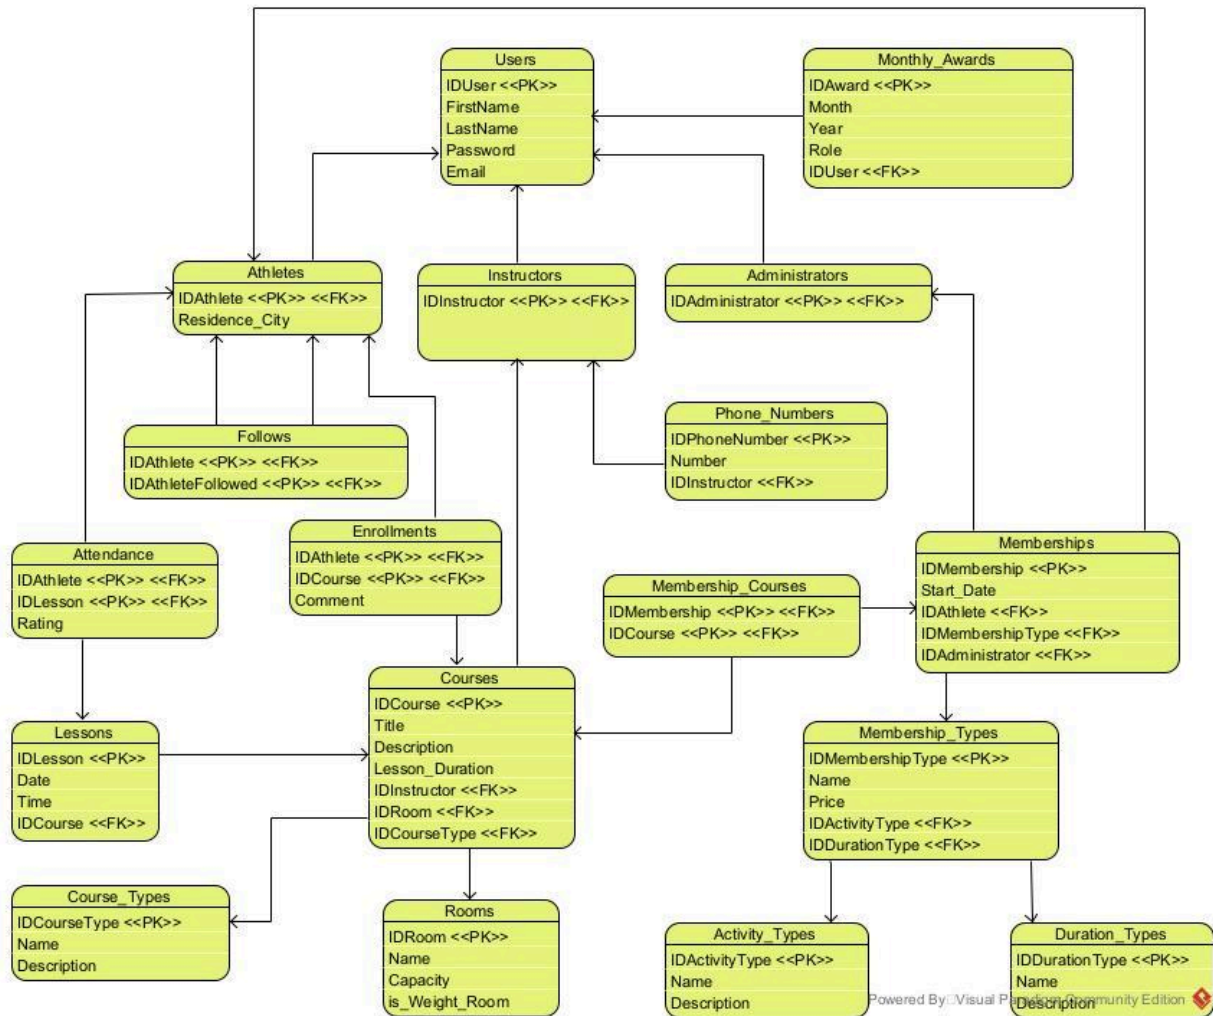 Users
IDUser <<PK>>
FirstName
LastName
Password
Email
Monthly_Awards
IDAward <<PK>>
Month
Year
Role
IDUser <<FK>>
Athletes
IDAthlete <<PK>> <<FK>>
Residence_City
Instructors
IDInstructor <<PK>> <<FK>>
Administrators
IDAdministrator <<PK>> <<FK>>
Follows
IDAthlete <<PK>> <<FK>>
IDAthleteFollowed <<PK>> <<FK>>
Phone_Numbers
IDPhoneNumber <<PK>>
Number
IDInstructor <<FK>>
Attendance
IDAthlete <<PK>> <<FK>>
IDLesson <<PK>> <<FK>>
Rating
Enrollments
IDAthlete <<PK>> <<FK>>
IDCourse <<PK>> <<FK>>
Comment
Membership_Courses
IDMembership <<PK>> <<FK>>
IDCourse <<PK>> <<FK>>
Memberships
IDMembership <<PK>>
Start_Date
IDAthlete <<FK>>
IDMembershipType <<FK>>
IDAdministrator <<FK>>
Lessons
IDLesson <<PK>>
Date
Time
IDCourse <<FK>>
Courses
IDCourse <<PK>>
Title
Description
Lesson_Duration
IDInstructor <<FK>>
IDRoom <<FK>>
IDCourseType <<FK>>
Membership_Types
IDMembershipType <<PK>>
Name
Price
IDActivityType <<FK>>
IDDurationType <<FK>>
Course_Types
IDCourseType <<PK>>
Name
Description
Rooms
IDRoom <<PK>>
Name
Capacity
is_Weight_Room
Activity_Types
IDActivityType <<PK>>
Name
Description
Duration_Types
IDDurationType <<PK>>
Name
Description
Powered By Visual Paradigm Community Edition